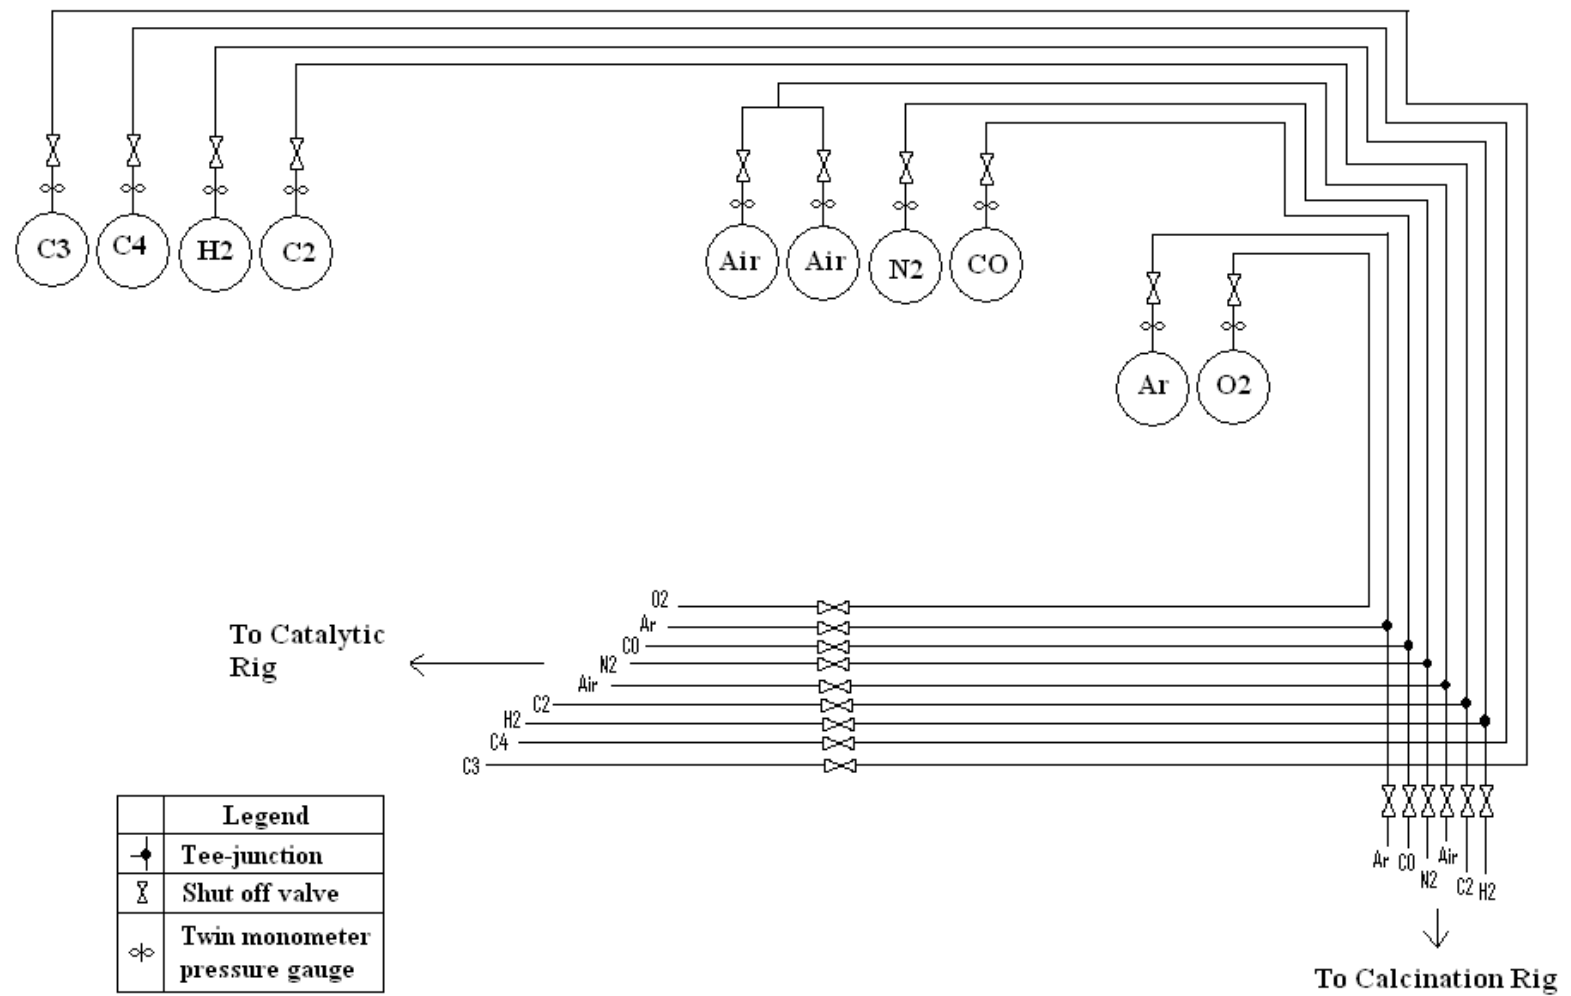 C3
C4
H2
C2
Air
Air
N2
CO
Ar
O2
O2
Ar
CO
N2
Air
C2
H2
C4
C3
To Catalytic
Rig
Legend
Tee-junction
Shut off valve
Twin monometer
pressure gauge
Ar
CO
N2
Air
C2
H2
To Calcination Rig